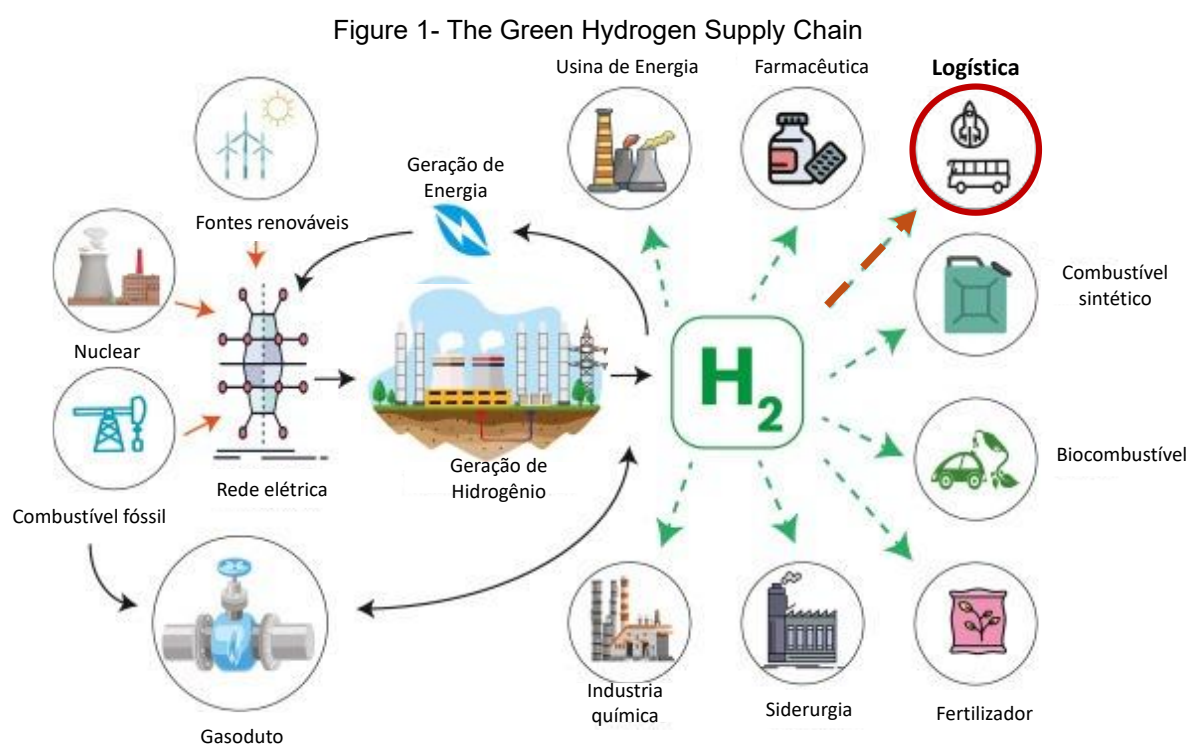 Figure 1- The Green Hydrogen Supply Chain
Usina de Energia
Farmacêutica
Logística
Geração de
Energia
Fontes renováveis
Combustível
sintético
Nuclear
H2
Biocombustível
Geração de
Hidrogênio
Rede elétrica
Combustível fóssil
Industria
química
Siderurgia
Fertilizador
Gasoduto